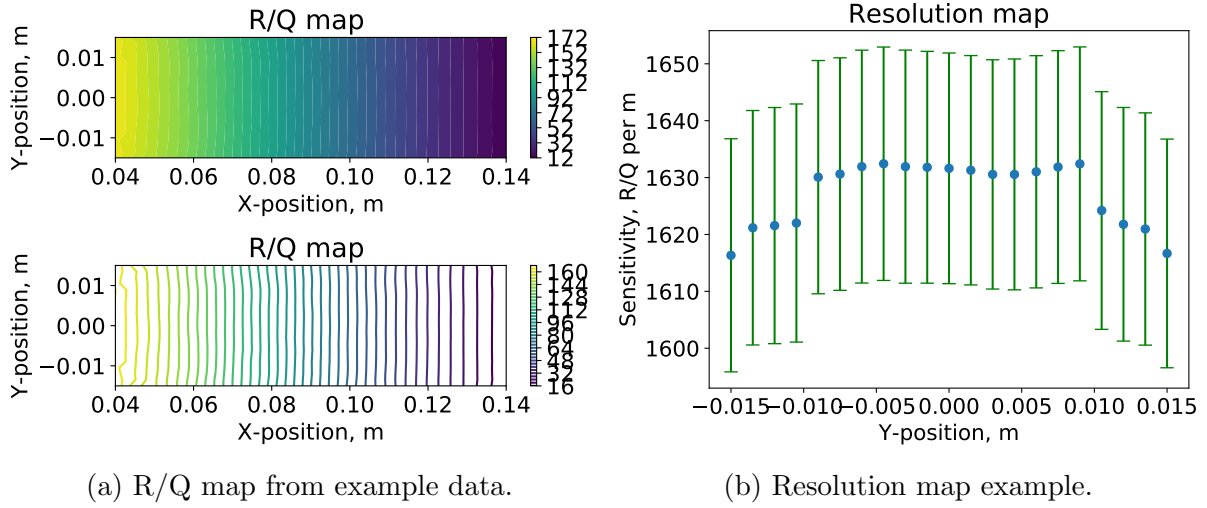 R/Q map
Y-position, m
0.01
0.00
−0.01
0.04 0.06 0.08 0.10 0.12 0.14
X-position, m
172
152
132
112
92
72
52
32
12
R/Q map
Y-position, m
0.01
0.00
−0.01
0.04 0.06 0.08 0.10 0.12 0.14
X-position, m
160
144
128
112
96
80
64
48
32
16
(a) R/Q map from example data.
Resolution map
Sensitivity, R/Q per m
1650
1640
1630
1620
1610
1600
−0.015 −0.010 −0.005 0.000 0.005 0.010 0.015
Y-position, m
(b) Resolution map example.